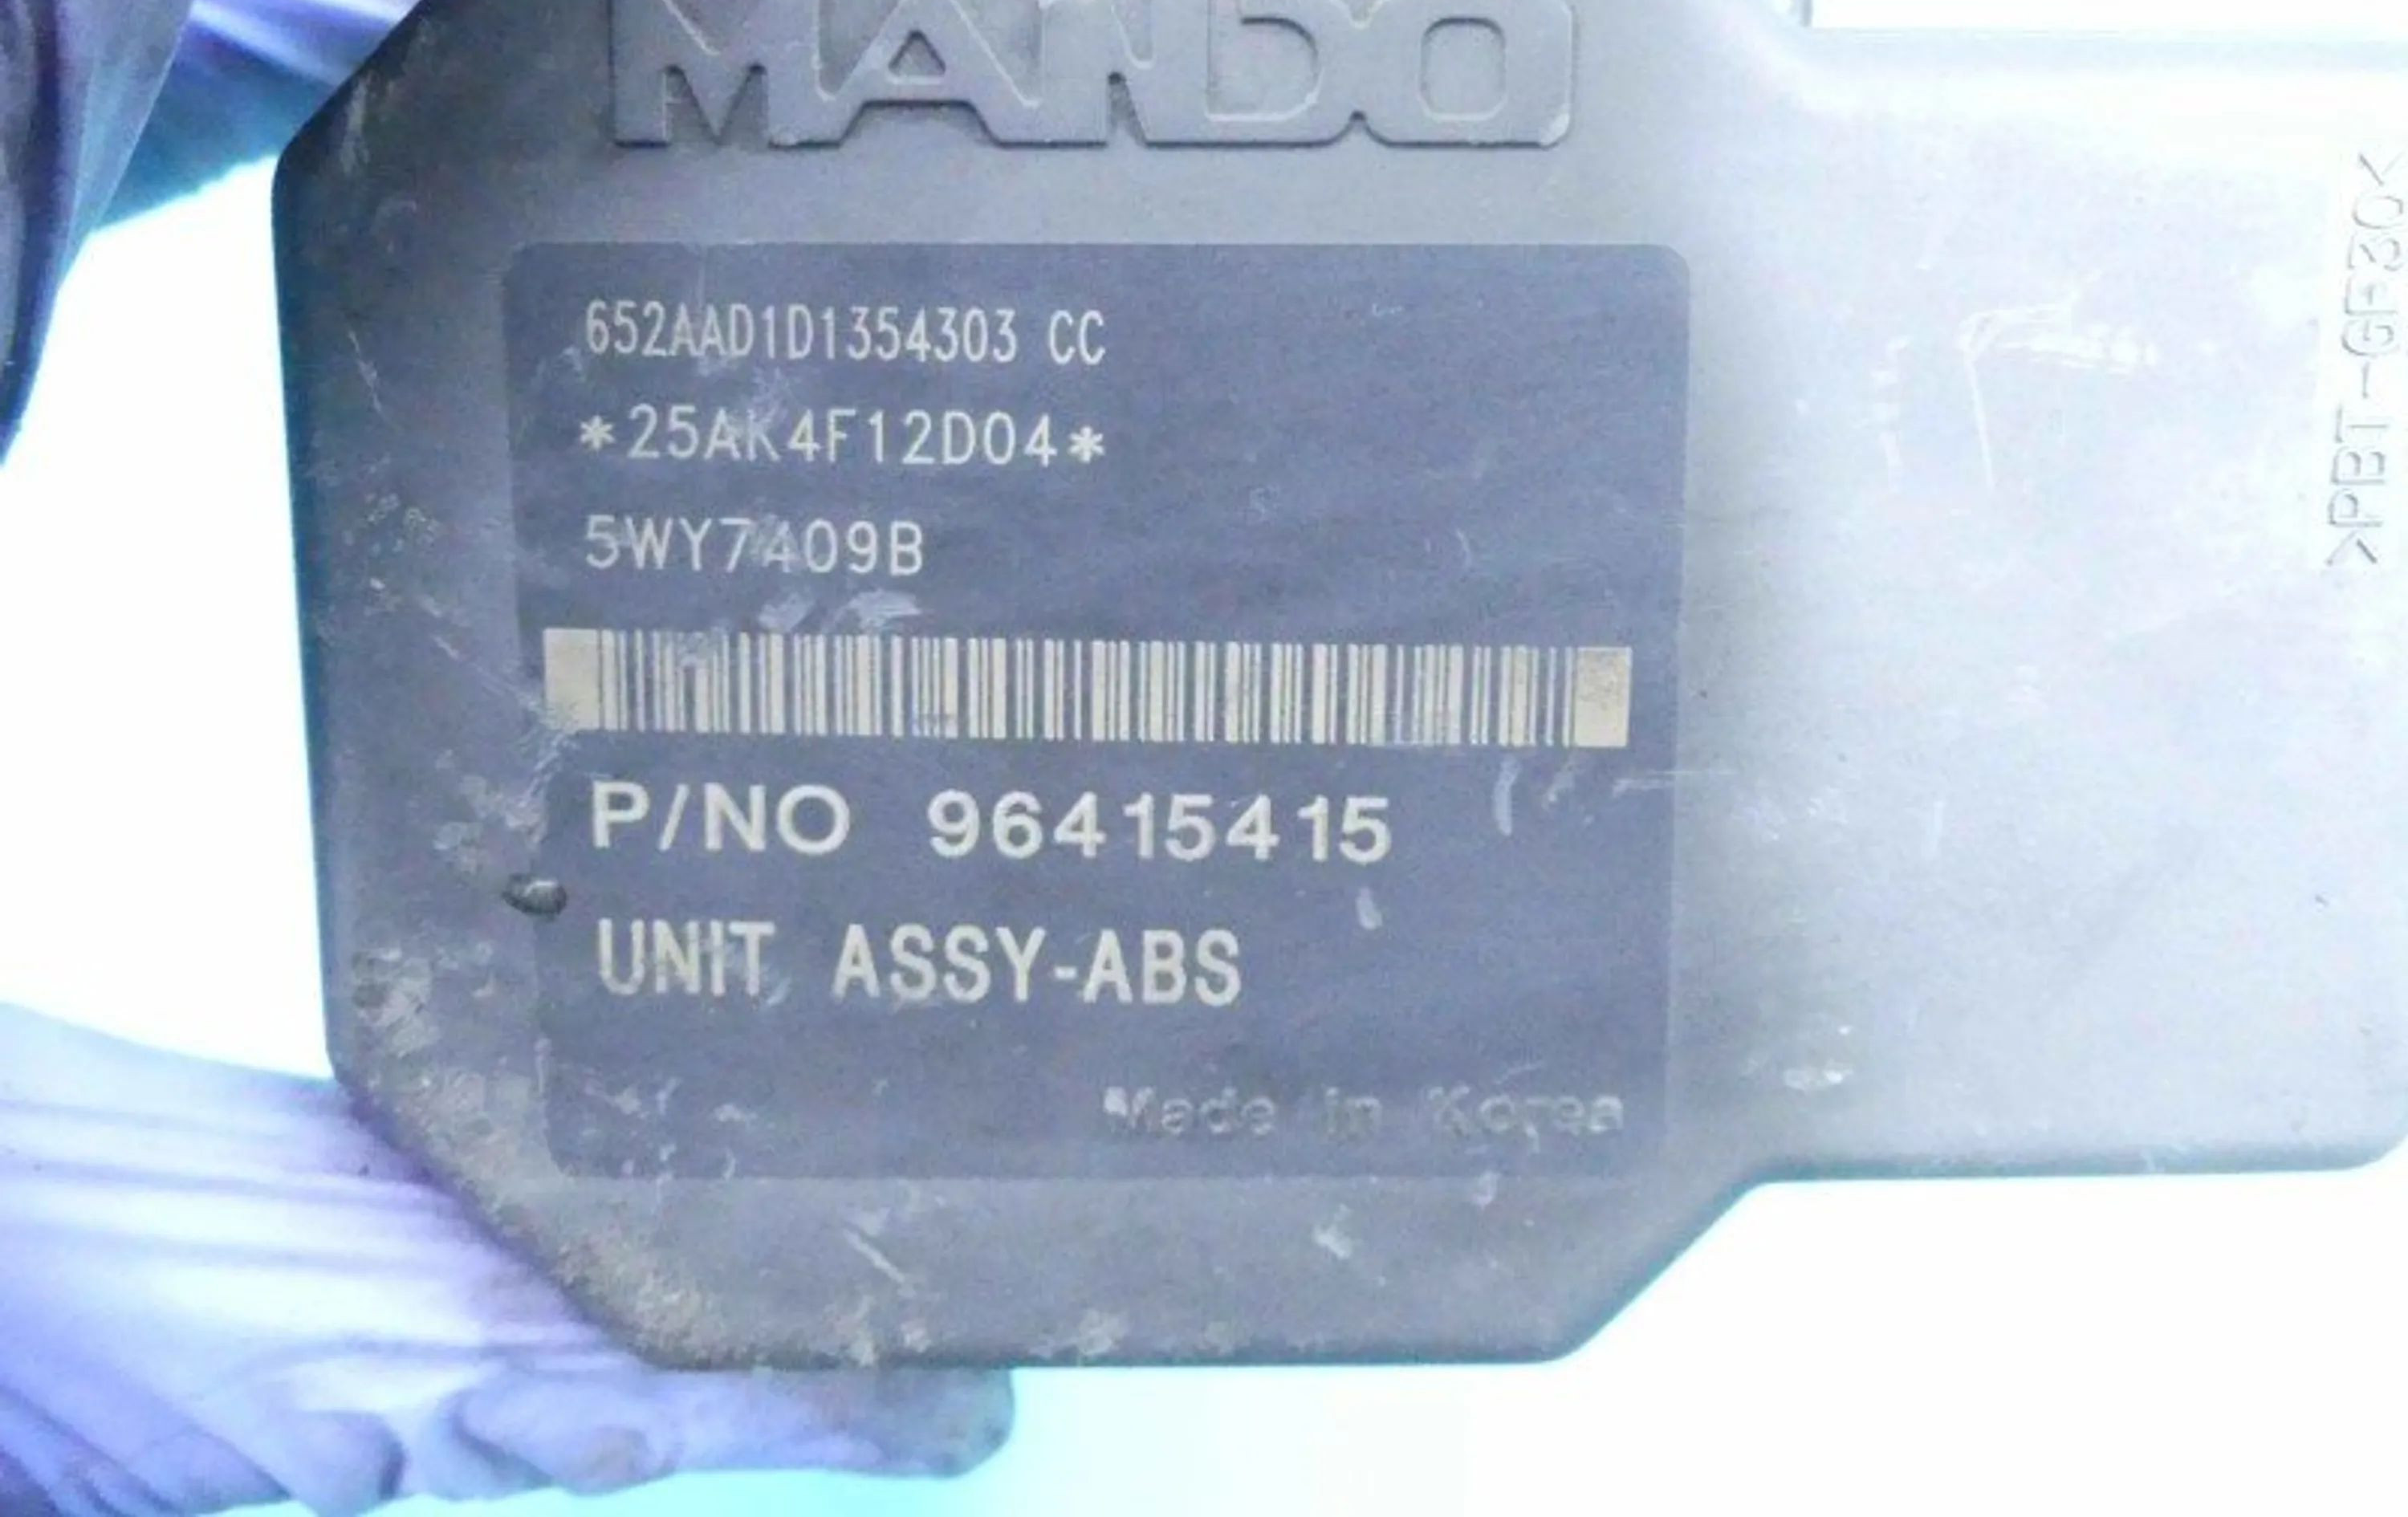 MANDO
652AAD1D1354303 CC
*25AK4F12D04*
5WY7409B
P/NO 96415415
UNIT ASSY-ABS
Made in Korea
>PBT-GF30<